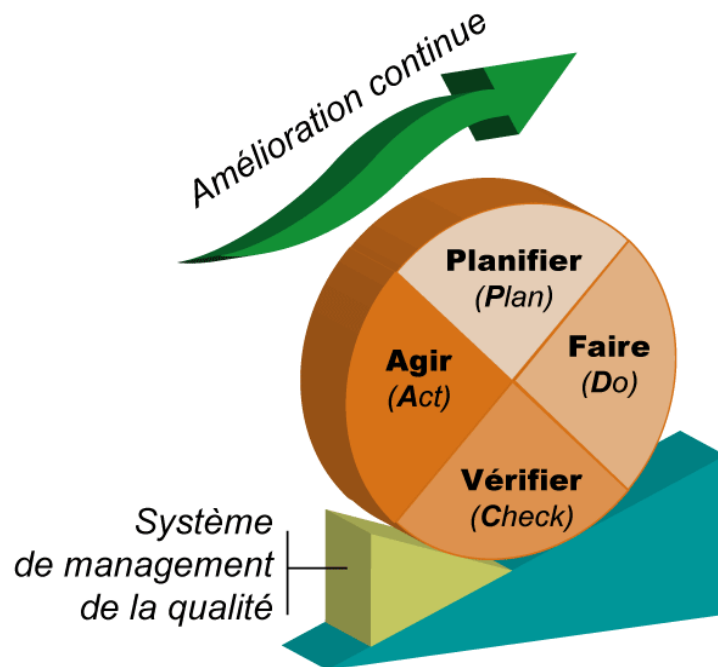 Amélioration continue
Planifier
(Plan)
Faire
(Do)
Agir
(Act)
Vérifier
(Check)
Système
de management
de la qualité